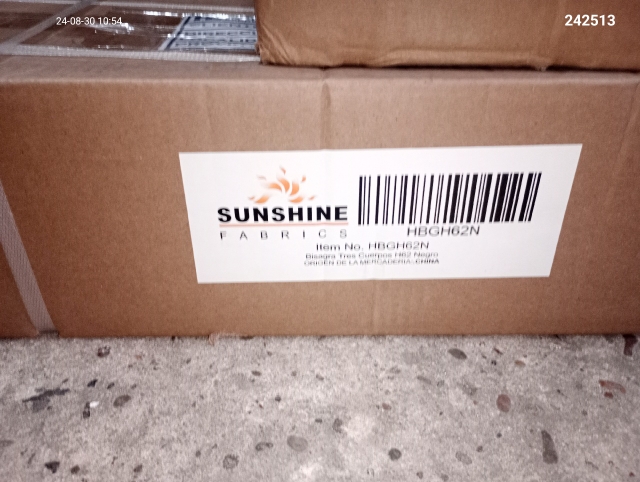 24-08-30 10:54
242513
SUNSHINE
FABRICS
HBGH62N
Item No. HBGH62N
Bisagra Tres Cuerpos H62 Negro
ORIGEN DE LA MERCADERIA: CHINA